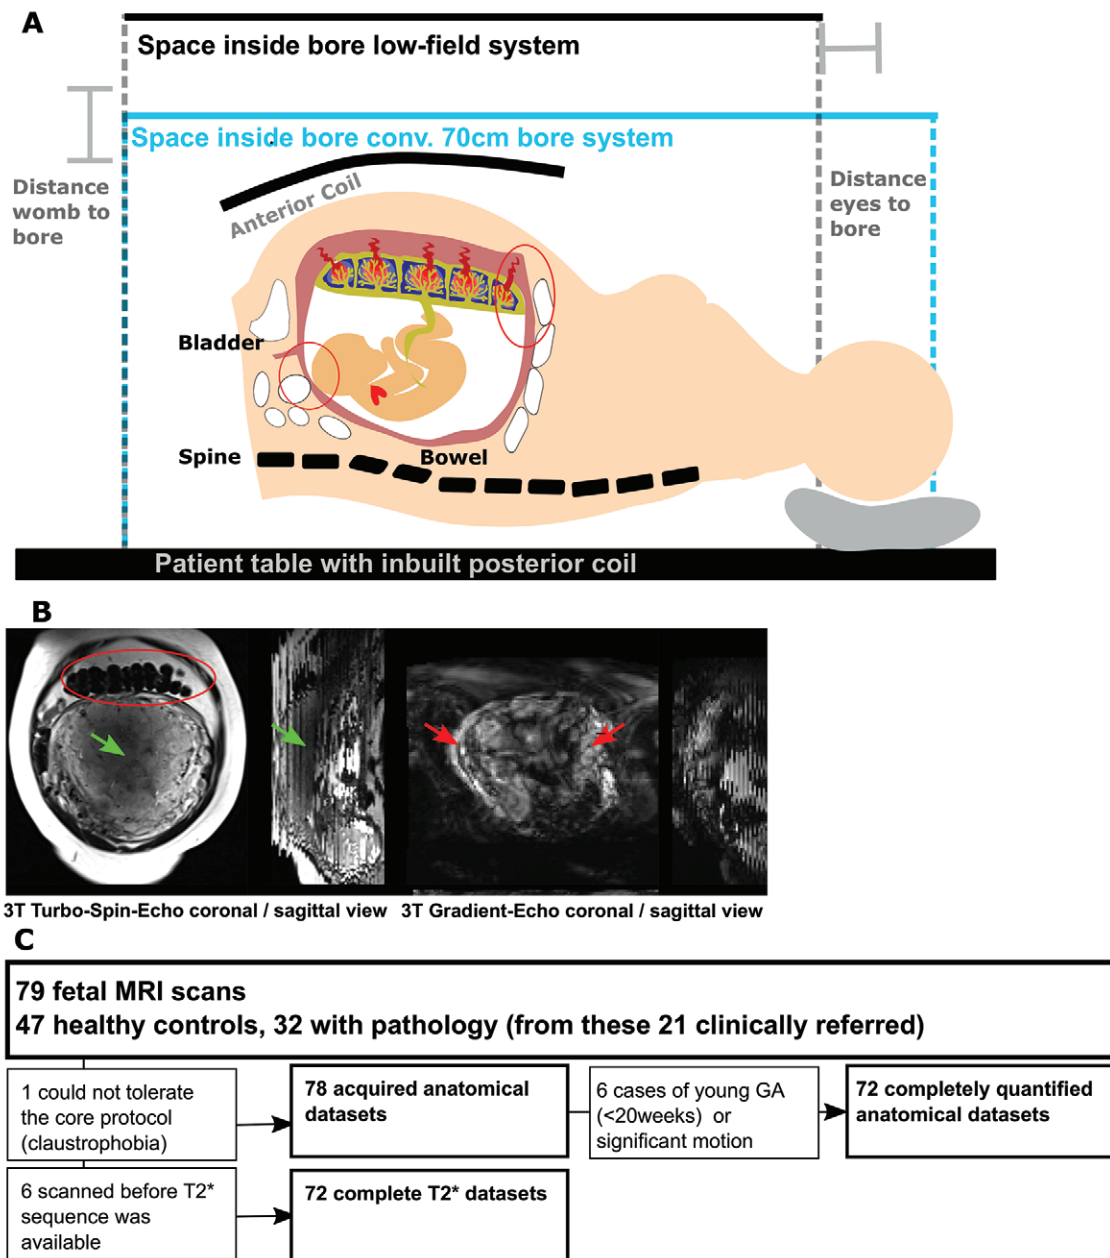 A
Space inside bore low-field system
Space inside bore conv. 70cm bore system
Distance
womb to
bore
Anterior Coil
Distance
eyes to
bore
Bladder
Spine
Bowel
Patient table with inbuilt posterior coil
B
3T Turbo-Spin-Echo coronal / sagittal view
3T Gradient-Echo coronal / sagittal view
C
79 fetal MRI scans
47 healthy controls, 32 with pathology (from these 21 clinically referred)
1 could not tolerate
the core protocol
(claustrophobia)
78 acquired anatomical
datasets
6 cases of young GA
(<20weeks) or
significant motion
72 completely quantified
anatomical datasets
6 scanned before T2*
sequence was
available
72 complete T2* datasets